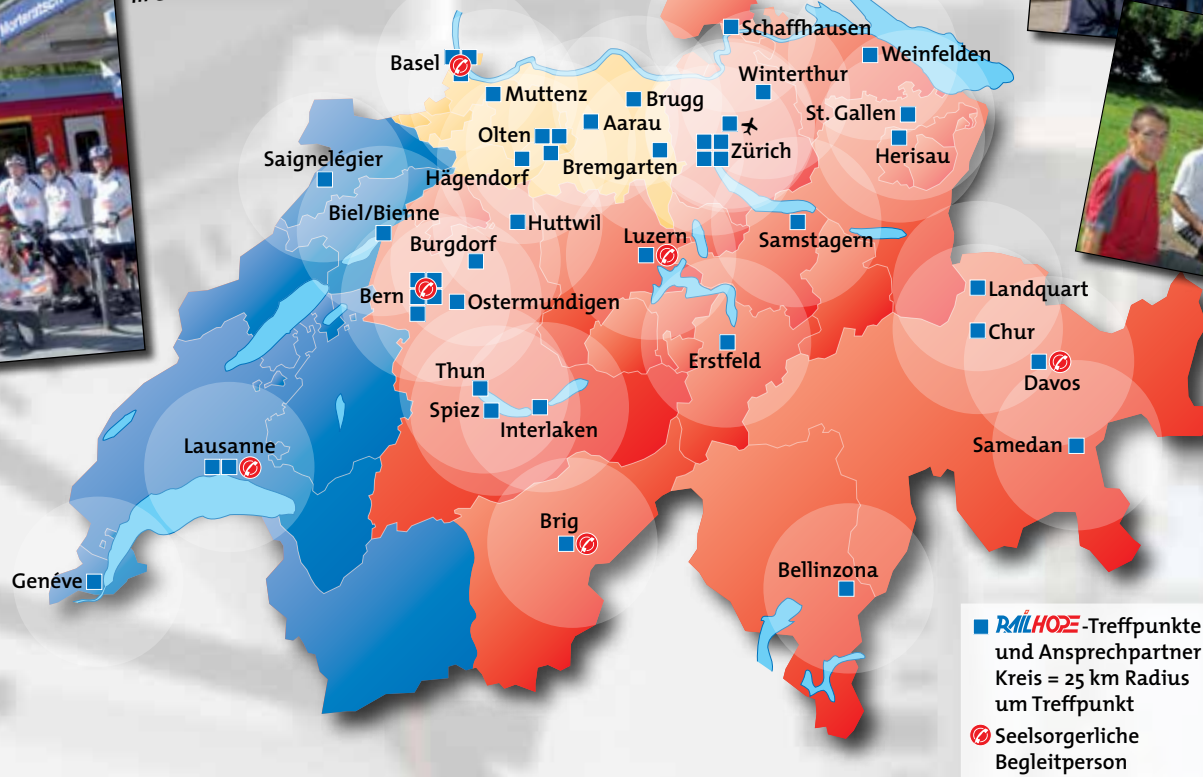 Morteratsch
Schaffhausen
Weinfelden
Basel
Winterthur
Muttenz
Brugg
St. Gallen
Aarau
Olten
Zürich
Herisau
Bremgarten
Saignelégier
Hägendorf
Biel/Bienne
Huttwil
Luzern
Samstagern
Burgdorf
Landquart
Bern
Ostermundigen
Chur
Erstfeld
Thun
Davos
Spiez
Interlaken
Lausanne
Samedan
Brig
Bellinzona
Genéve
RAILHOPE-Treffpunkte
und Ansprechpartner
Kreis = 25 km Radius
um Treffpunkt
Seelsorgerliche
Begleitperson